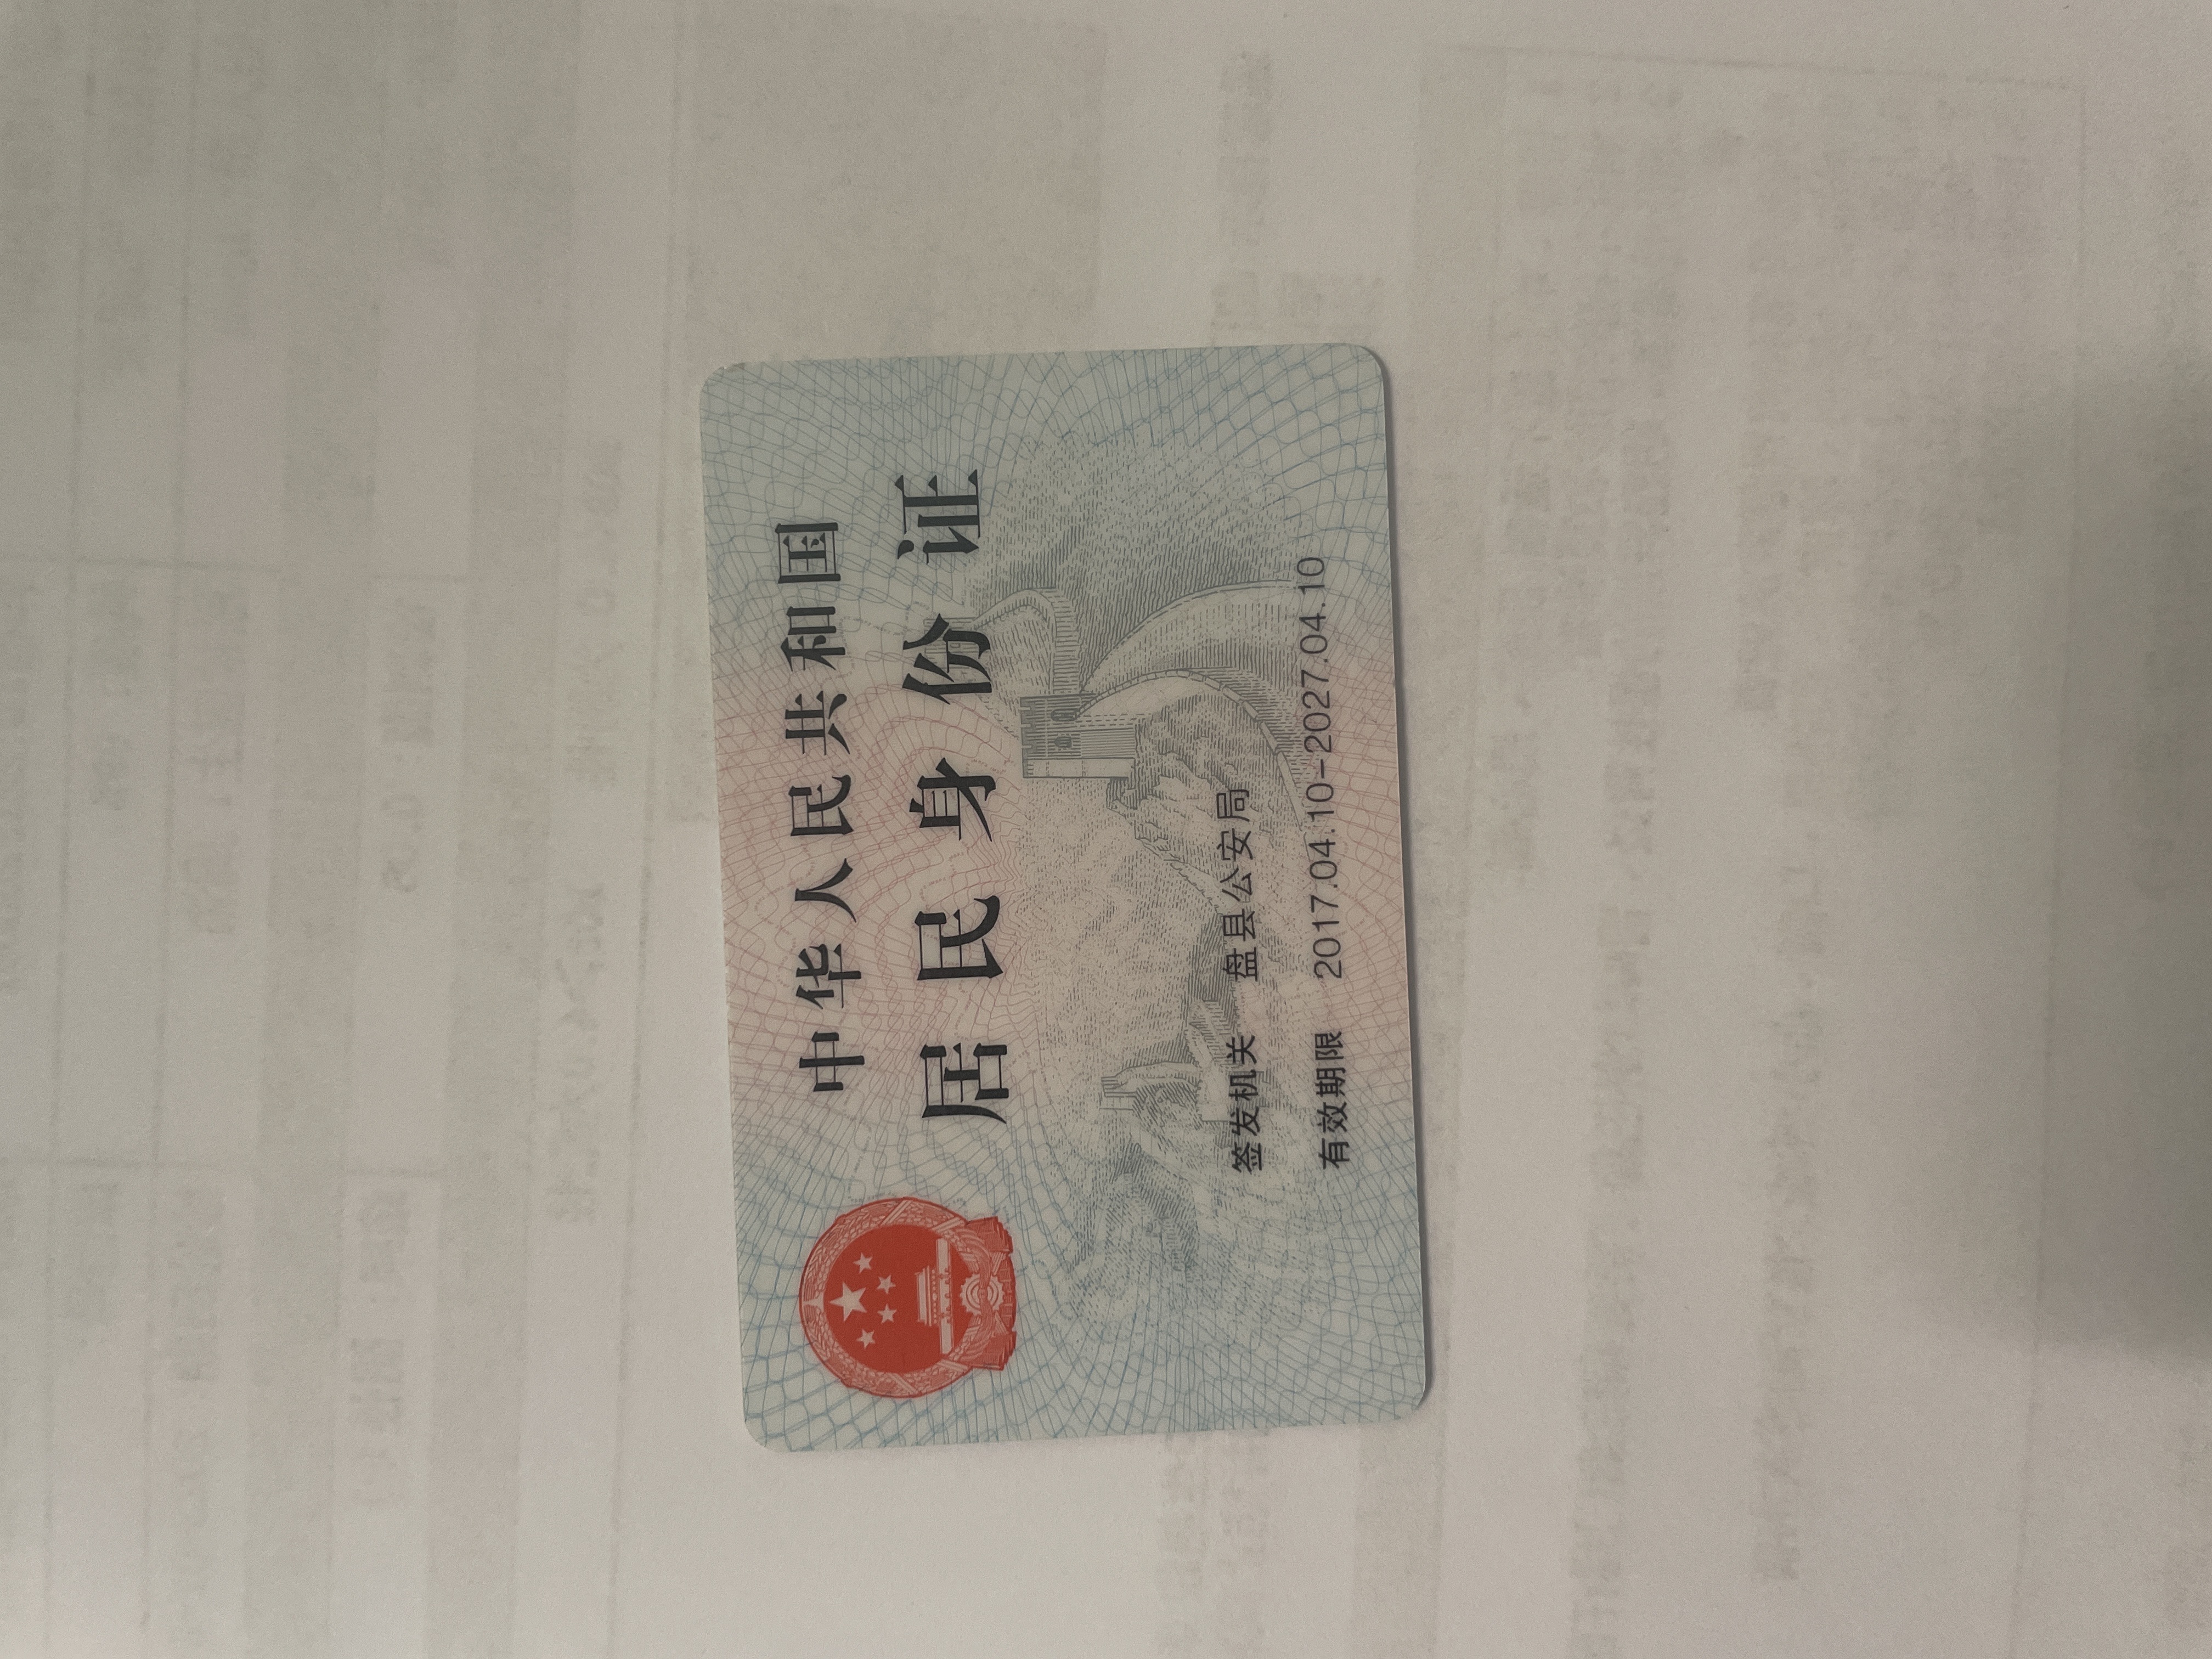 中华人民共和国
居民身份证
签发机关 盘县公安局
有效期限 2017.04.10-2027.04.10